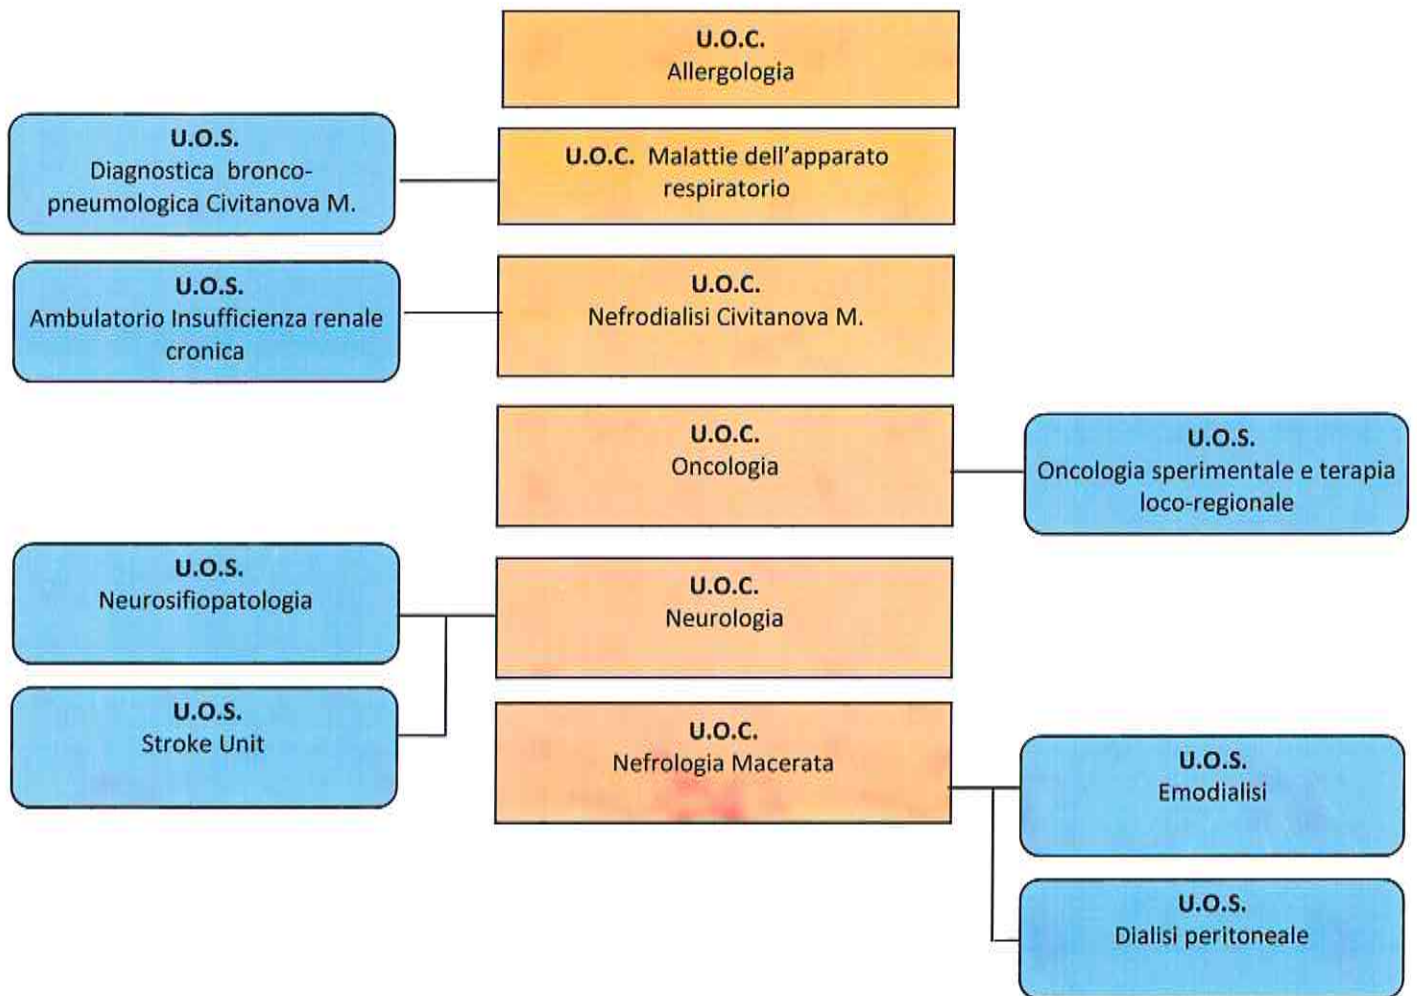 U.O.C.
Allergologia
U.O.S.
Diagnostica bronco-
pneumologica Civitanova M.
U.O.C. Malattie dell'apparato
respiratorio
U.O.S.
Ambulatorio Insufficienza renale
cronica
U.O.C.
Nefrodialisi Civitanova M.
U.O.C.
Oncologia
U.O.S.
Oncologia sperimentale e terapia
loco-regionale
U.O.S.
Neurosifiopatologia
U.O.C.
Neurologia
U.O.S.
Stroke Unit
U.O.C.
Nefrologia Macerata
U.O.S.
Emodialisi
U.O.S.
Dialisi peritoneale